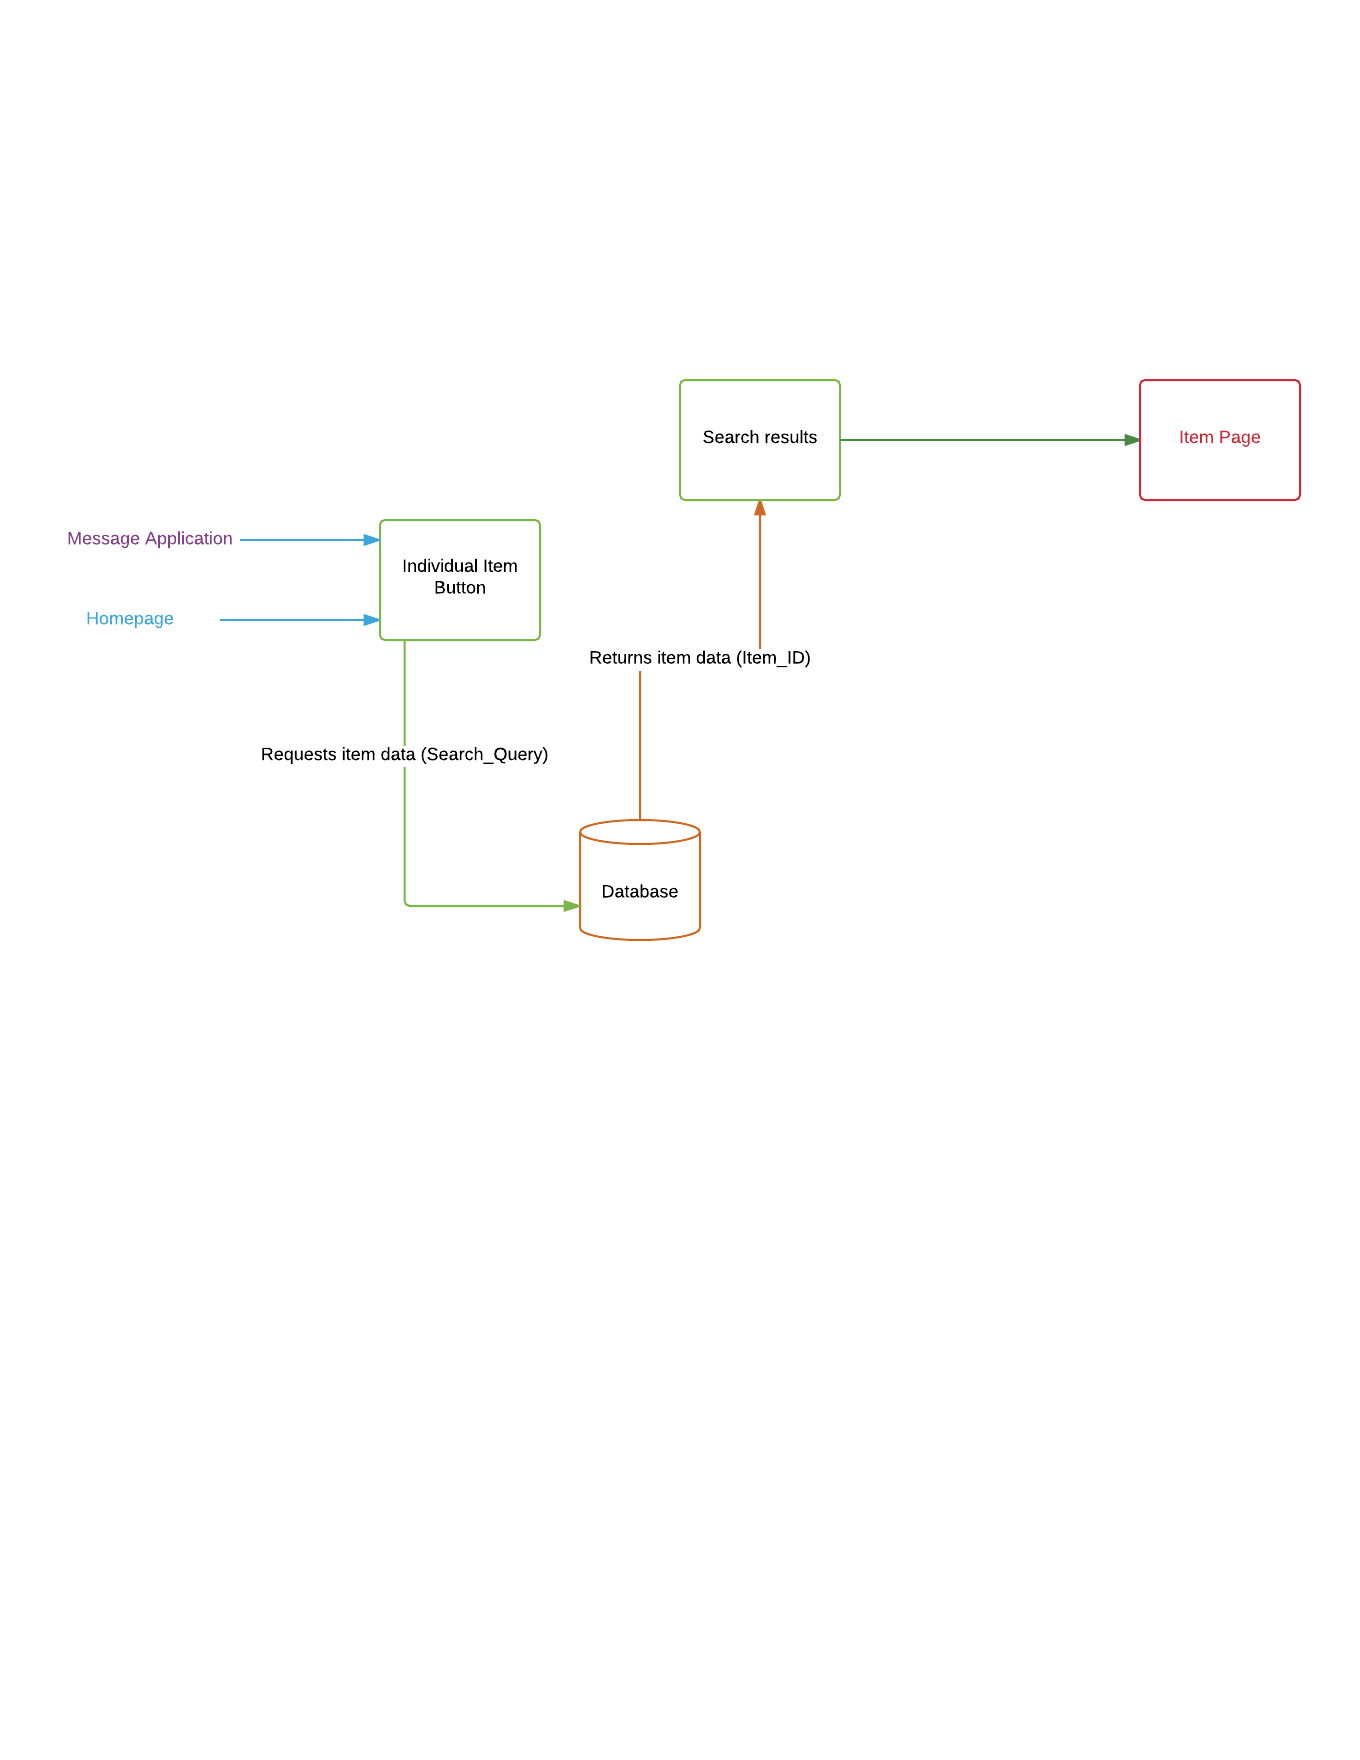 Search results
Item Page
Message Application
Individual Item
Button
Homepage
Returns item data (Item_ID)
Requests item data (Search_Query)
Database